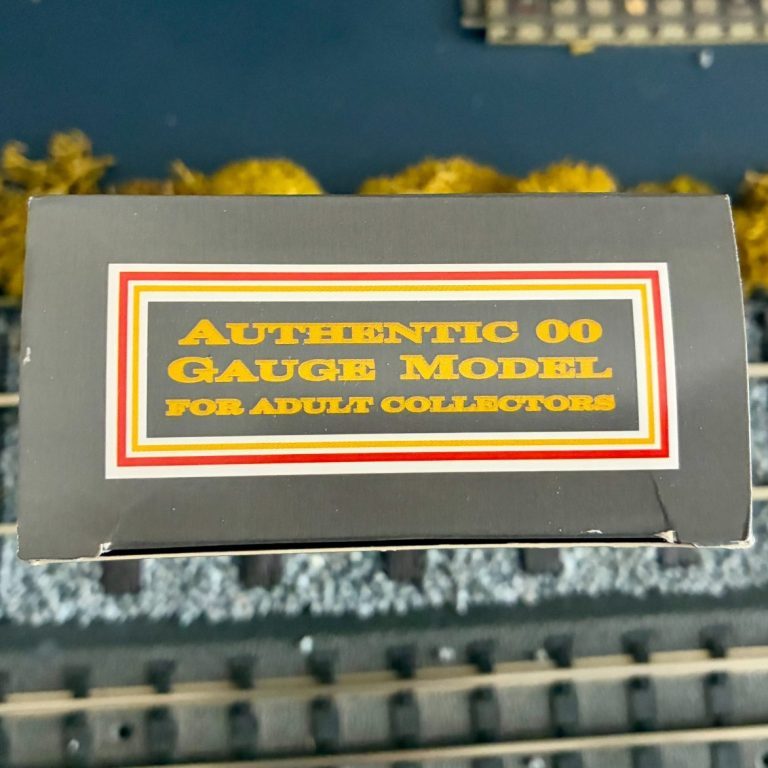 AUTHENTIC 00
GAUGE MODEL
FOR ADULT COLLECTORS